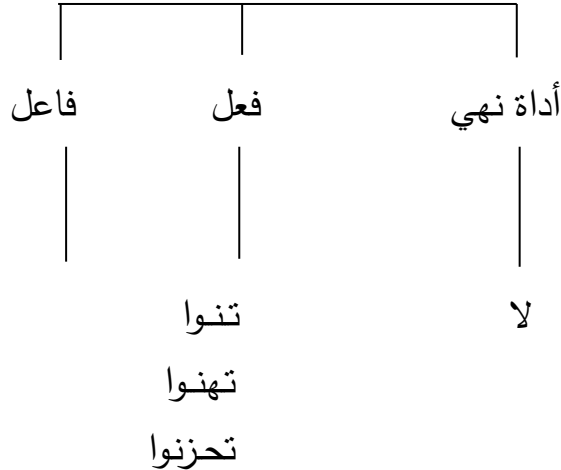 أداة نهي فعل فاعل
لا تنوا
تهنوا
تحزنوا